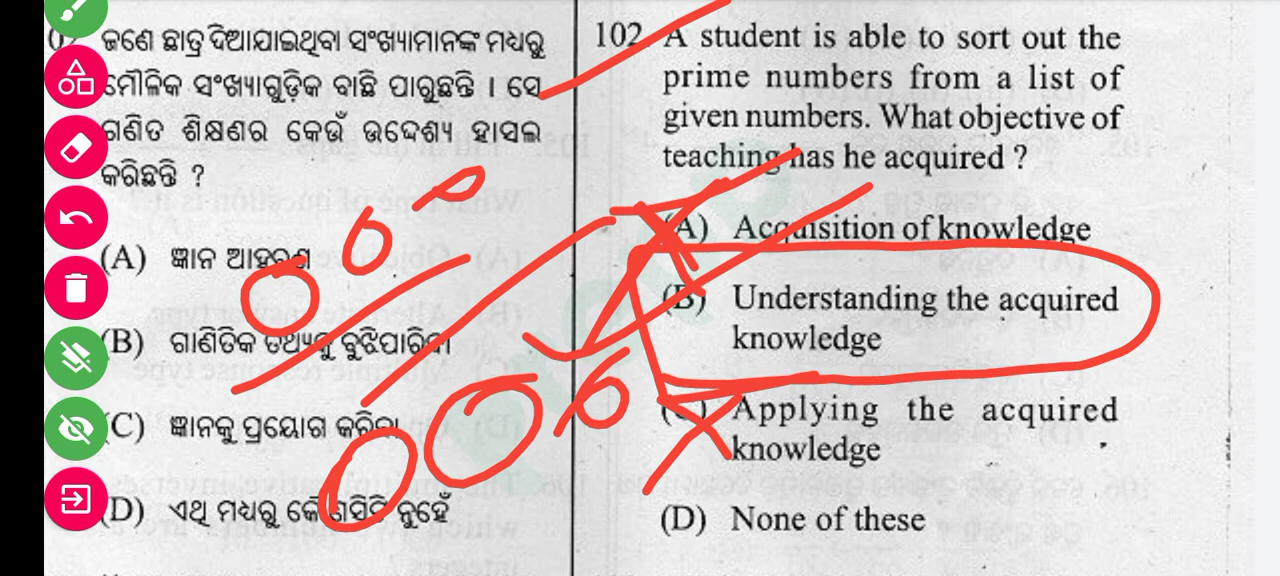 ଜଣେ ଛାତ୍ର ଦିଆଯାଇଥିବା ସଂଖ୍ୟାମାନଙ୍କ ମଧ୍ୟରୁ
ମୌଳିକ ସଂଖ୍ୟାଗୁଡ଼ିକ ବାଛି ପାରୁଛନ୍ତି । ସେ
ଗଣିତ ଶିକ୍ଷଣର କେଉଁ ଉଦ୍ଦେଶ୍ୟ ହାସଲ
କରିଛନ୍ତି ?
(A) ଜ୍ଞାନ ଆହରଣ
(B) ଗାଣିତିକ ତଥ୍ୟକୁ ବୁଝିପାରିବା
(C) ଜ୍ଞାନକୁ ପ୍ରୟୋଗ କରିବା
(D) ଏଥି ମଧ୍ୟରୁ କୌଣସିଟି ନୁହେଁ
102. A student is able to sort out the
prime numbers from a list of
given numbers. What objective of
teaching has he acquired ?
(A) Acquisition of knowledge
(B) Understanding the acquired
knowledge
(C) Applying the acquired
knowledge
(D) None of these